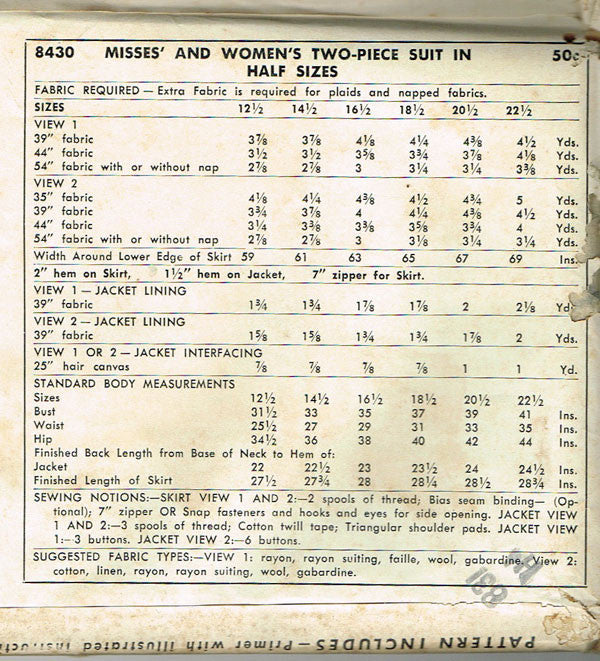 8430 MISSES' AND WOMEN'S TWO-PIECE SUIT IN 50c
HALF SIZES
FABRIC REQUIRED — Extra Fabric is required for plaids and napped fabrics.
SIZES 12½ 14½ 16½ 18½ 20½ 22½
VIEW 1
39" fabric 3⅞ 3⅞ 4⅛ 4¼ 4⅜ 4½ Yds.
44" fabric 3½ 3½ 3⅝ 3¾ 3⅞ 4⅛ Yds.
54" fabric with or without nap 2⅞ 2⅞ 3 3¼ 3¼ 3⅜ Yds.
VIEW 2
35" fabric 4⅛ 4¼ 4⅜ 4½ 4¾ 5 Yds.
39" fabric 3¾ 3⅞ 4 4¼ 4⅜ 4½ Yds.
44" fabric 3¼ 3⅜ 3⅜ 3⅝ 3¾ 4 Yds.
54" fabric with or without nap 2⅞ 2⅞ 3 3⅛ 3¼ 3¼ Yds.
Width Around Lower Edge of Skirt 59 61 63 65 67 69 Ins.
2" hem on Skirt, 1½" hem on Jacket, 7" zipper for Skirt.
VIEW 1 — JACKET LINING
39" fabric 1¾ 1¾ 1⅞ 1⅞ 2 2⅛ Yds
VIEW 2 — JACKET LINING
39" fabric 1⅝ 1⅝ 1¾ 1¾ 1⅞ 2 Yds.
VIEW 1 OR 2 — JACKET INTERFACING
25" hair canvas ⅞ ⅞ ⅞ ⅞ 1 1 Yd.
STANDARD BODY MEASUREMENTS
Sizes 12½ 14½ 16½ 18½ 20½ 22½
Bust 31½ 33 35 37 39 41 Ins.
Waist 25½ 27 29 31 33 35 Ins.
Hip 34½ 36 38 40 42 44 Ins.
Finished Back Length from Base of Neck to Hem of:
Jacket 22 22½ 23 23½ 24 24½ Ins.
Finished Length of Skirt 27½ 27¾ 28 28¼ 28½ 28¾ Ins.
SEWING NOTIONS:—SKIRT VIEW 1 AND 2:—2 spools of thread; Bias seam binding— (Op-
tional); 7" zipper OR Snap fasteners and hooks and eyes for side opening. JACKET VIEW
1 AND 2:—3 spools of thread; Cotton twill tape; Triangular shoulder pads. JACKET VIEW
1:—3 buttons. JACKET VIEW 2:—6 buttons.
SUGGESTED FABRIC TYPES:—VIEW 1: rayon, rayon suiting, faille, wool, gabardine. View 2:
cotton, linen, rayon, rayon suiting, wool, gabardine.
PATTERN INCLUDES—Primer with illustrated